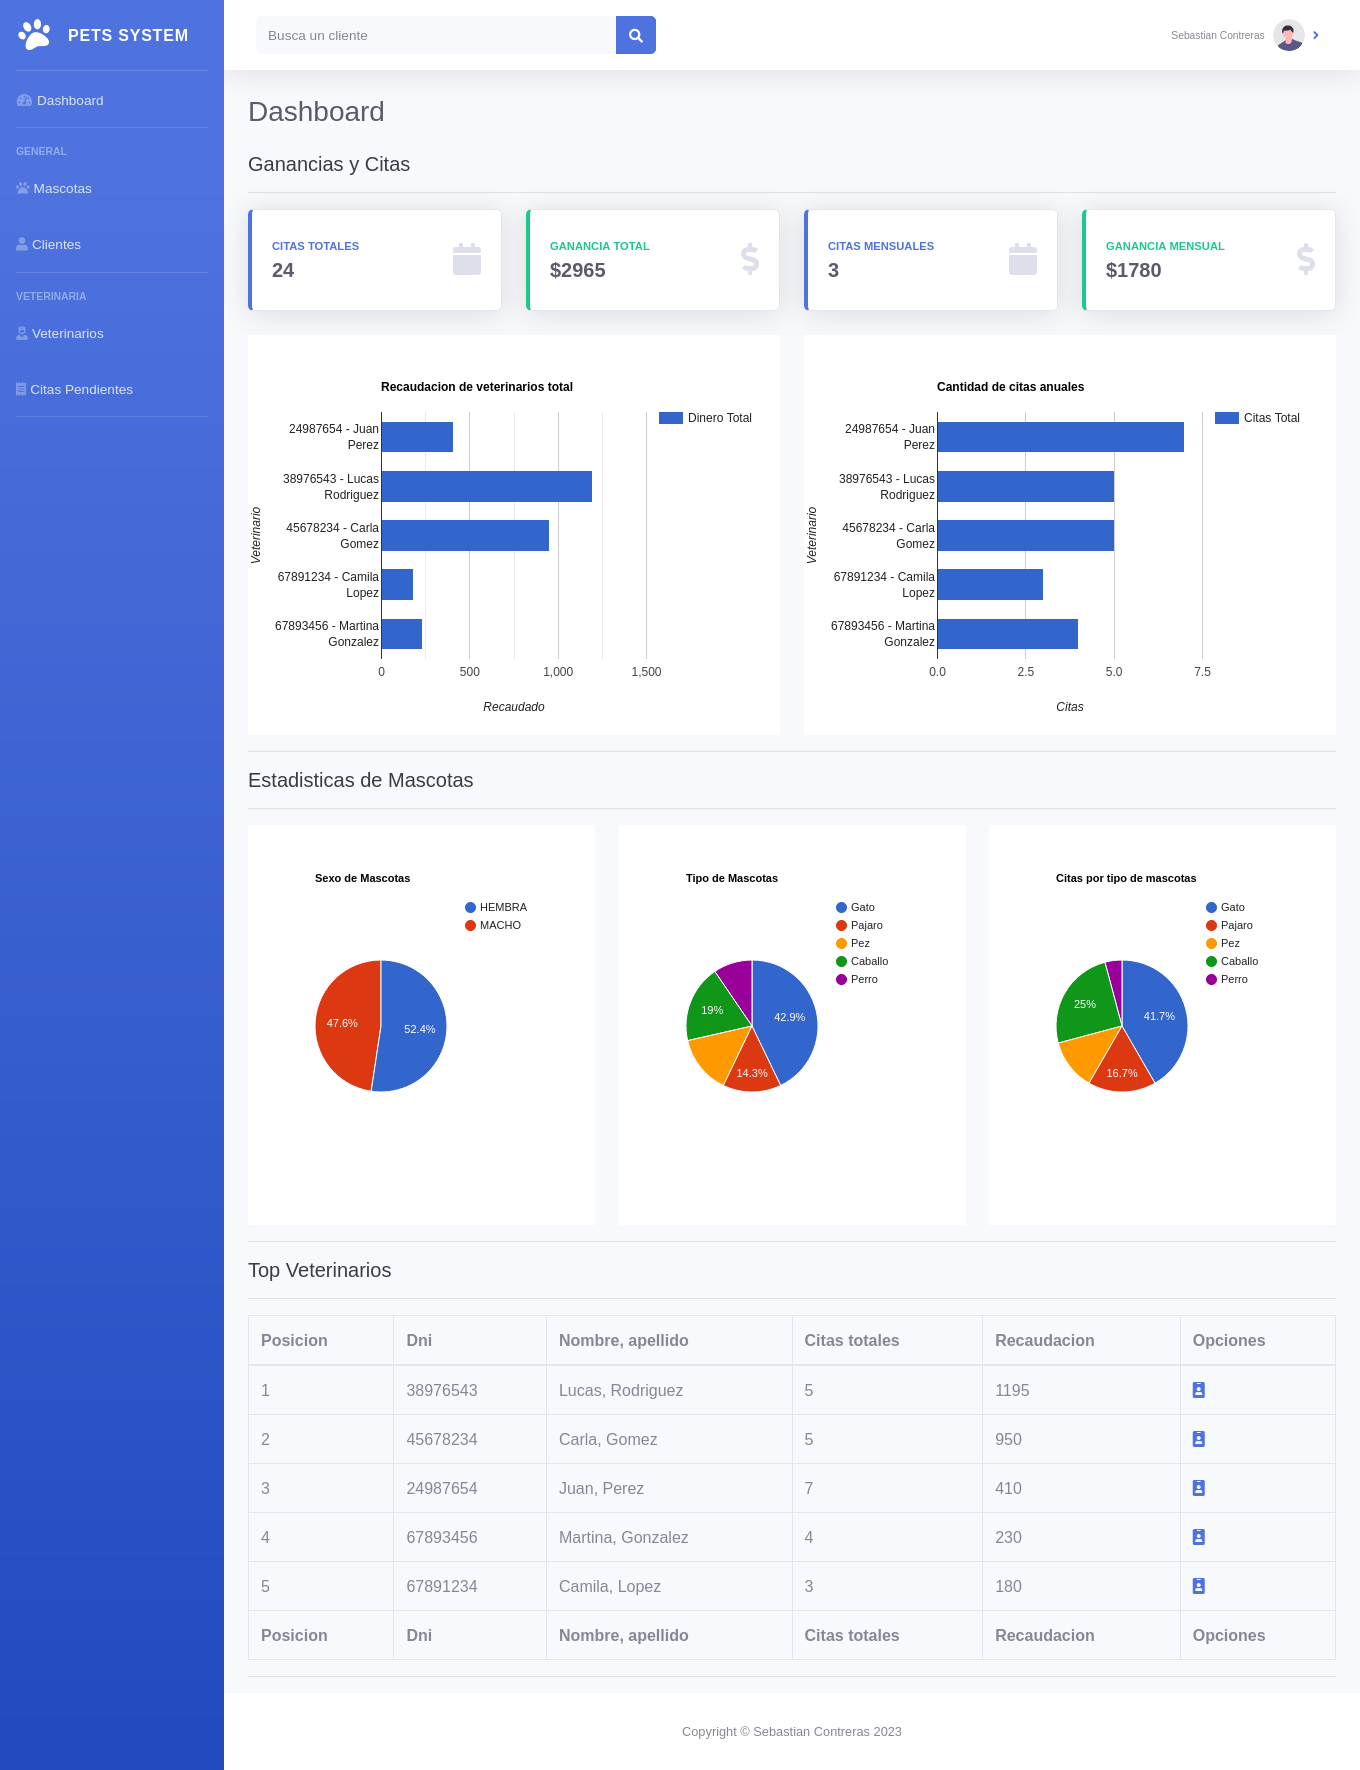 PETS SYSTEM
Dashboard
GENERAL
Mascotas
Clientes
VETERINARIA
Veterinarios
Citas Pendientes
Busca un cliente
Sebastian Contreras
Dashboard
Ganancias y Citas
CITAS TOTALES
24
GANANCIA TOTAL
$2965
CITAS MENSUALES
3
GANANCIA MENSUAL
$1780
Recaudacion de veterinarios total
Dinero Total
Veterinario
24987654 - Juan
Perez
38976543 - Lucas
Rodriguez
45678234 - Carla
Gomez
67891234 - Camila
Lopez
67893456 - Martina
Gonzalez
0 500 1,000 1,500
Recaudado
Cantidad de citas anuales
Citas Total
Veterinario
24987654 - Juan
Perez
38976543 - Lucas
Rodriguez
45678234 - Carla
Gomez
67891234 - Camila
Lopez
67893456 - Martina
Gonzalez
0.0 2.5 5.0 7.5
Citas
Estadisticas de Mascotas
Sexo de Mascotas
HEMBRA
MACHO
47.6%
52.4%
Tipo de Mascotas
Gato
Pajaro
Pez
Caballo
Perro
19%
42.9%
14.3%
Citas por tipo de mascotas
Gato
Pajaro
Pez
Caballo
Perro
25%
41.7%
16.7%
Top Veterinarios
Posicion Dni Nombre, apellido Citas totales Recaudacion Opciones
1 38976543 Lucas, Rodriguez 5 1195
2 45678234 Carla, Gomez 5 950
3 24987654 Juan, Perez 7 410
4 67893456 Martina, Gonzalez 4 230
5 67891234 Camila, Lopez 3 180
Posicion Dni Nombre, apellido Citas totales Recaudacion Opciones
Copyright © Sebastian Contreras 2023